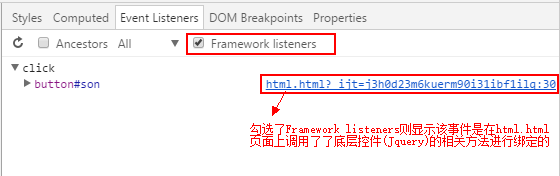 Styles Computed Event Listeners DOM Breakpoints Properties
Ancestors All Framework listeners
click
button#son html.html?_ijt=j3h0d23m6kuerm90i31ibf1ilq:30
勾选了Framework listeners则显示该事件是在html.html
页面上调用了了底层控件(Jquery)的相关方法进行绑定的